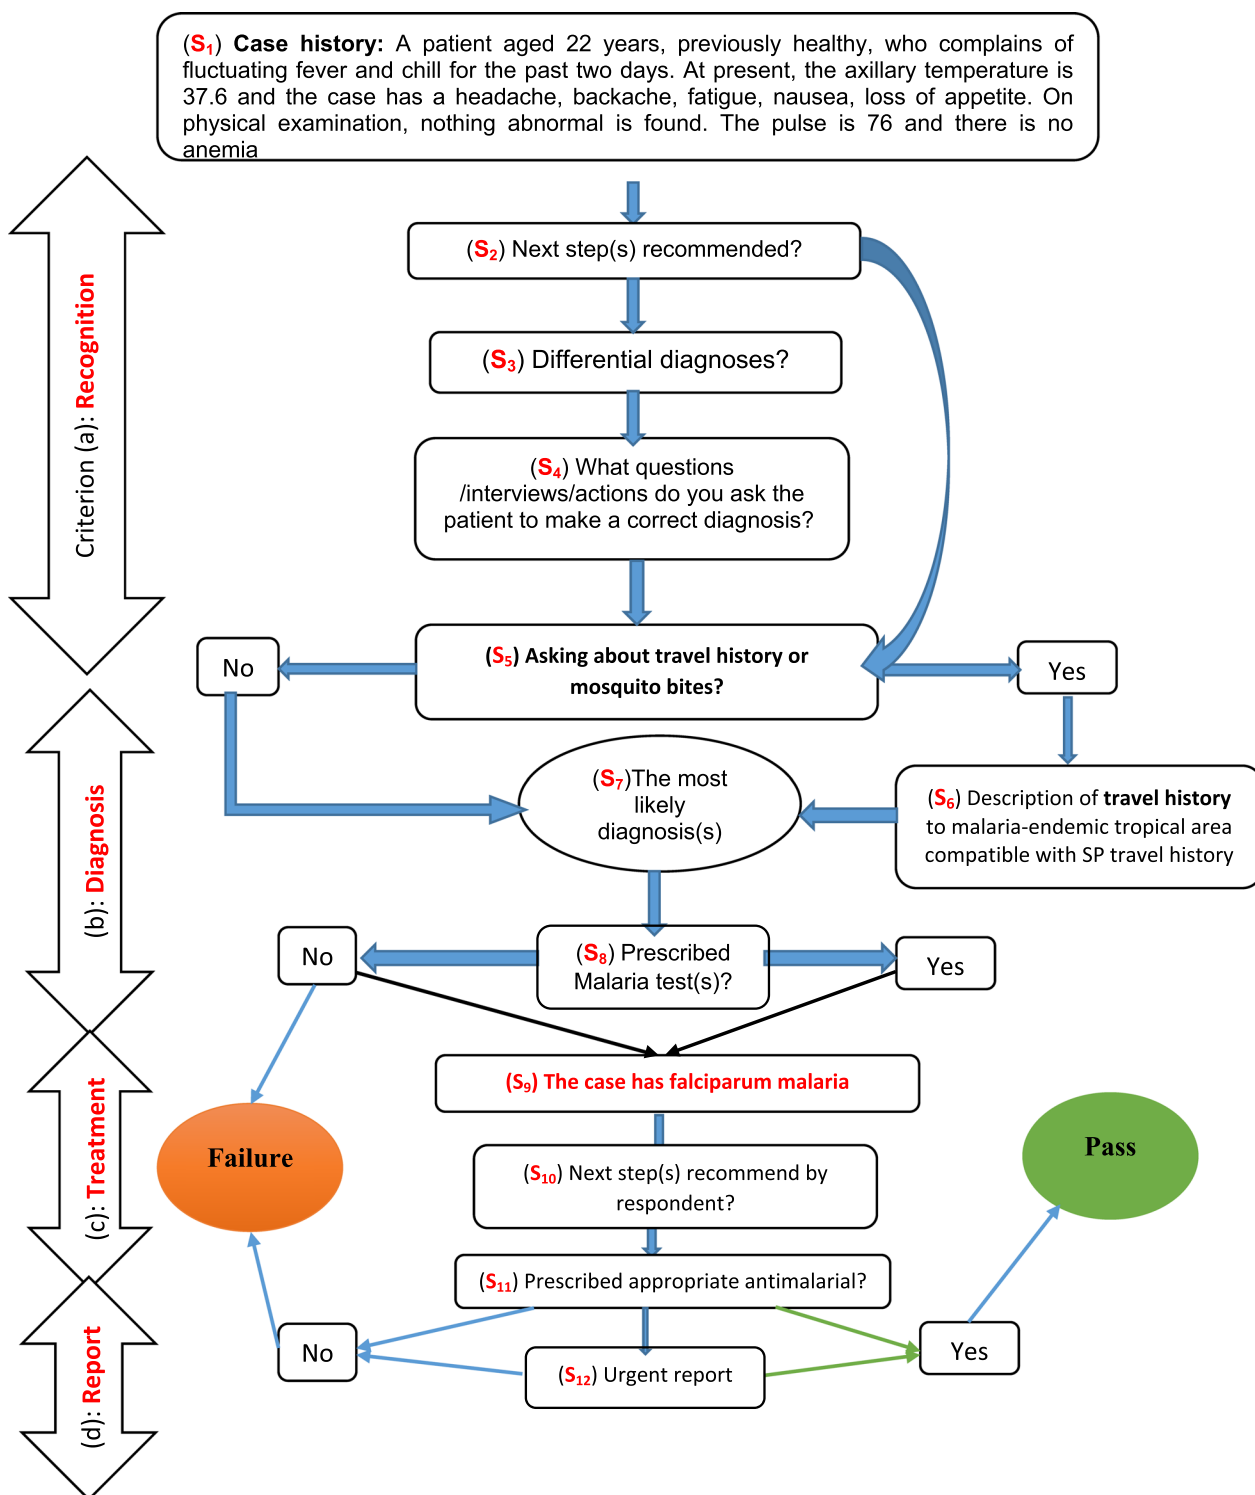 (S1) Case history: A patient aged 22 years, previously healthy, who complains of
fluctuating fever and chill for the past two days. At present, the axillary temperature is
37.6 and the case has a headache, backache, fatigue, nausea, loss of appetite. On
physical examination, nothing abnormal is found. The pulse is 76 and there is no
anemia
(S2) Next step(s) recommended?
Criterion (a): Recognition
(S3) Differential diagnoses?
(S4) What questions
/interviews/actions do you ask the
patient to make a correct diagnosis?
No
(S5) Asking about travel history or
mosquito bites?
Yes
(b): Diagnosis
(S7)The most
likely
diagnosis(s)
(S6) Description of travel history
to malaria-endemic tropical area
compatible with SP travel history
No
(S8) Prescribed
Malaria test(s)?
Yes
(c): Treatment
(S9) The case has falciparum malaria
Failure
Pass
(S10) Next step(s) recommend by
respondent?
(S11) Prescribed appropriate antimalarial?
(d): Report
No
(S12) Urgent report
Yes